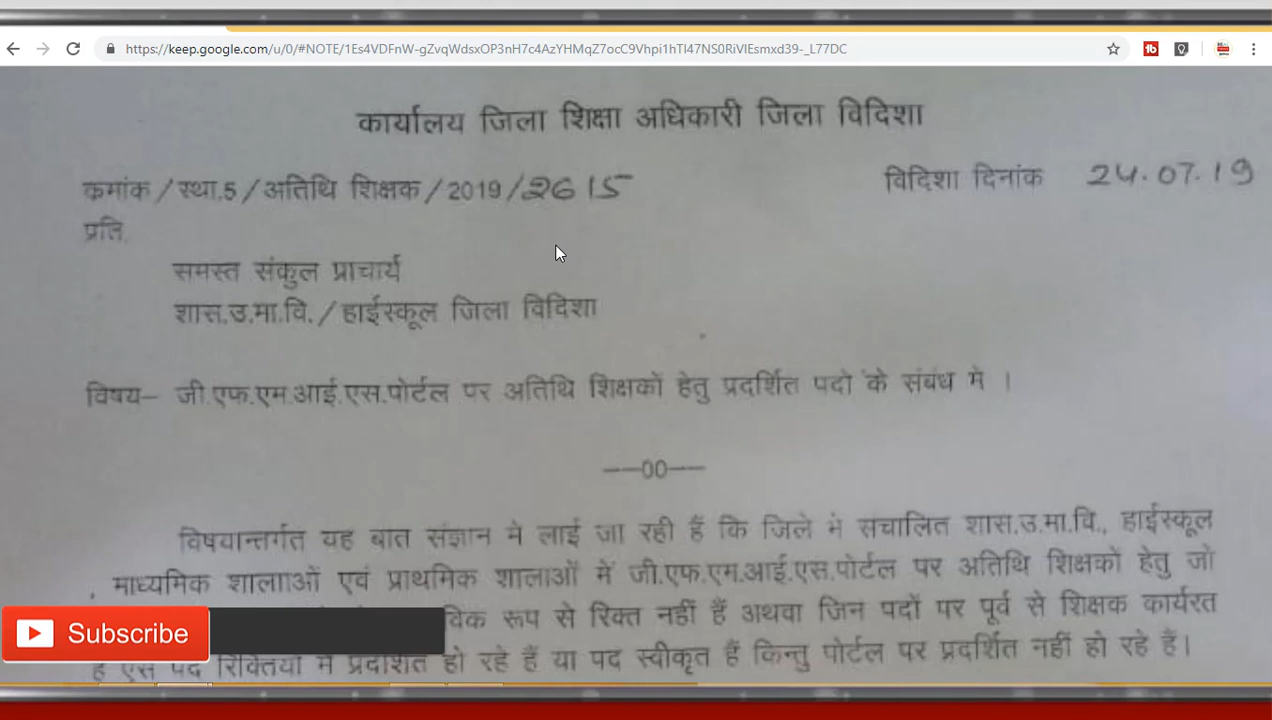 https://keep.google.com/u/0/#NOTE/1Es4VDFnW-gZvqWdsxOP3nH7c4AzYHMqZ7ocC9Vhpi1hTl47NS0RiVIEsmxd39-_L77DC
कार्यालय जिला शिक्षा अधिकारी जिला विदिशा
कमांक / स्था.5 / अतिथि शिक्षक / 2019 / 2615 विदिशा दिनांक 24.07.19
प्रति,
समस्त संकुल प्राचार्य
शास.उ.मा.वि. / हाईस्कूल जिला विदिशा
विषय– जी.एफ.एम.आई.एस.पोर्टल पर अतिथि शिक्षकों हेतु प्रदर्शित पदो के संबंध मे ।
––00––
विषयान्तर्गत यह बात संज्ञान मे लाई जा रही हैं कि जिले मे संचालित शास.उ.मा.वि., हाईस्कूल
माध्यमिक शालााओं एवं प्राथमिक शालााओं में जी.एफ.एम.आई.एस.पोर्टल पर अतिथि शिक्षकों हेतु जो
रूप से रिक्त नहीं हैं अथवा जिन पदों पर पूर्व से शिक्षक कार्यरत
Subscribe
है एसे पद रिक्तियो मे प्रदर्शित हो रहे हैं या पद स्वीकृत हैं किन्तु पोर्टल पर प्रदर्शित नहीं हो रहे हैं।